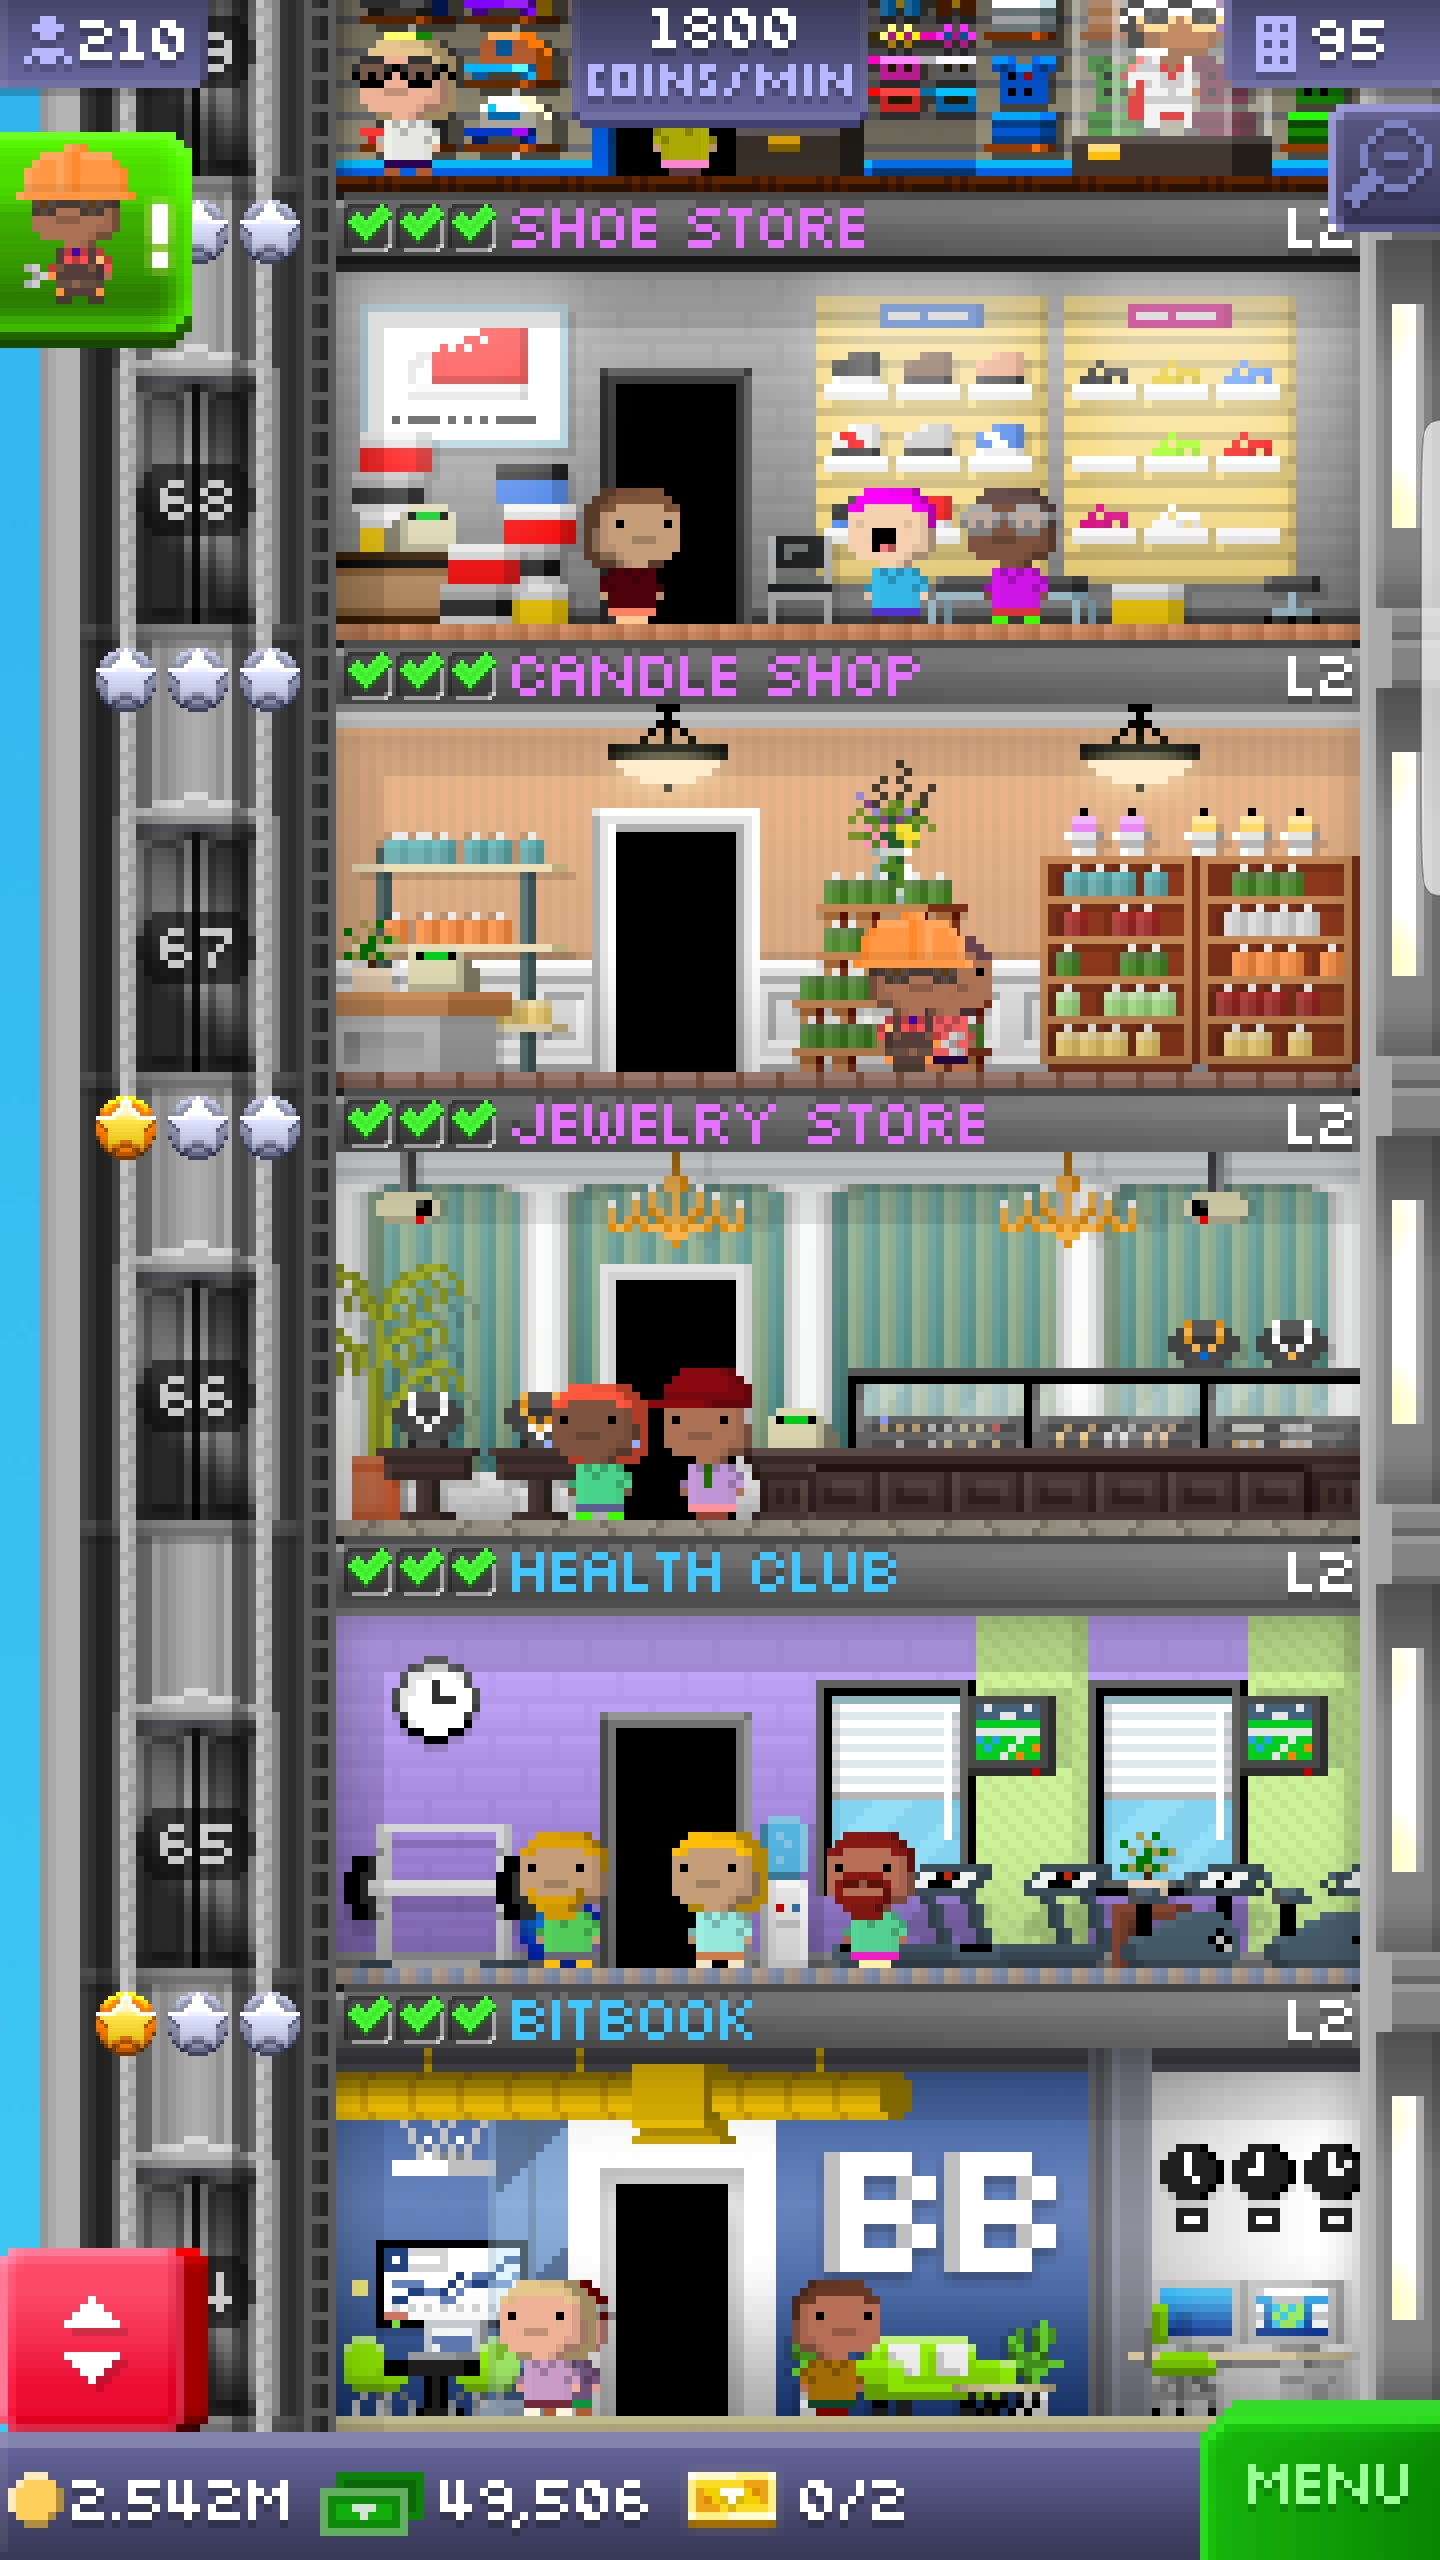 210
1800
COINS/MIN
95
!
SHOE STORE
L2
68
CANDLE SHOP
L2
67
JEWELRY STORE
L2
66
HEALTH CLUB
L2
65
BITBOOK
L2
BB
2.542M
49,506
0/2
MENU